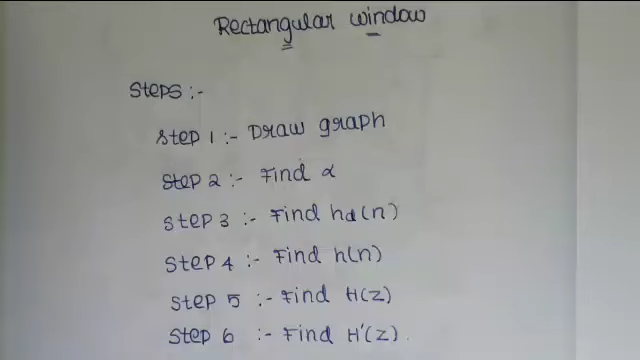 Rectangular window
Steps :-
Step 1 :- Draw graph
Step 2 :- Find α
Step 3 :- Find hd(n)
Step 4 :- Find h(n)
Step 5 :- Find H(z)
Step 6 :- Find H'(z).